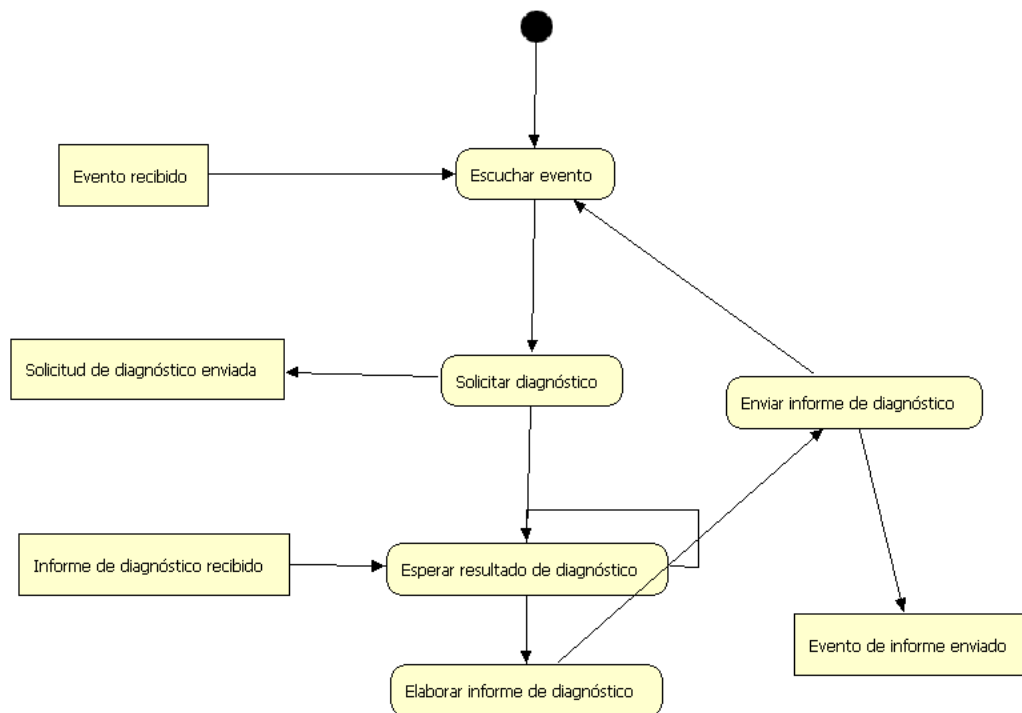 Evento recibido
Escuchar evento
Solicitud de diagnóstico enviada
Solicitar diagnóstico
Enviar informe de diagnóstico
Informe de diagnóstico recibido
Esperar resultado de diagnóstico
Evento de informe enviado
Elaborar informe de diagnóstico